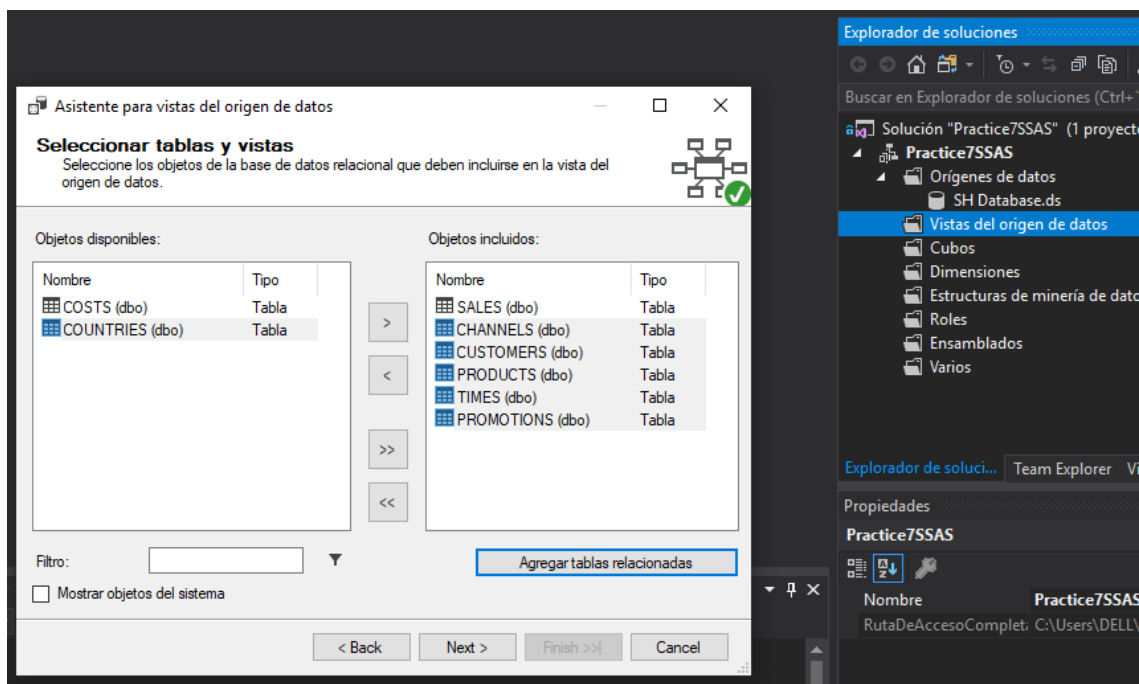 Asistente para vistas del origen de datos
Seleccionar tablas y vistas
Seleccione los objetos de la base de datos relacional que deben incluirse en la vista del
origen de datos.
Objetos disponibles:
Nombre Tipo
COSTS (dbo) Tabla
COUNTRIES (dbo) Tabla
>
<
>>
<<
Objetos incluidos:
Nombre Tipo
SALES (dbo) Tabla
CHANNELS (dbo) Tabla
CUSTOMERS (dbo) Tabla
PRODUCTS (dbo) Tabla
TIMES (dbo) Tabla
PROMOTIONS (dbo) Tabla
Filtro:
Agregar tablas relacionadas
Mostrar objetos del sistema
< Back Next > Finish >>| Cancel
Explorador de soluciones
Buscar en Explorador de soluciones (Ctrl+
Solución "Practice7SSAS" (1 proyecto
Practice7SSAS
Orígenes de datos
SH Database.ds
Vistas del origen de datos
Cubos
Dimensiones
Estructuras de minería de dato
Roles
Ensamblados
Varios
Explorador de soluci... Team Explorer Vi
Propiedades
Practice7SSAS
Nombre Practice7SSAS
RutaDeAccesoComplet C:\Users\DELL\